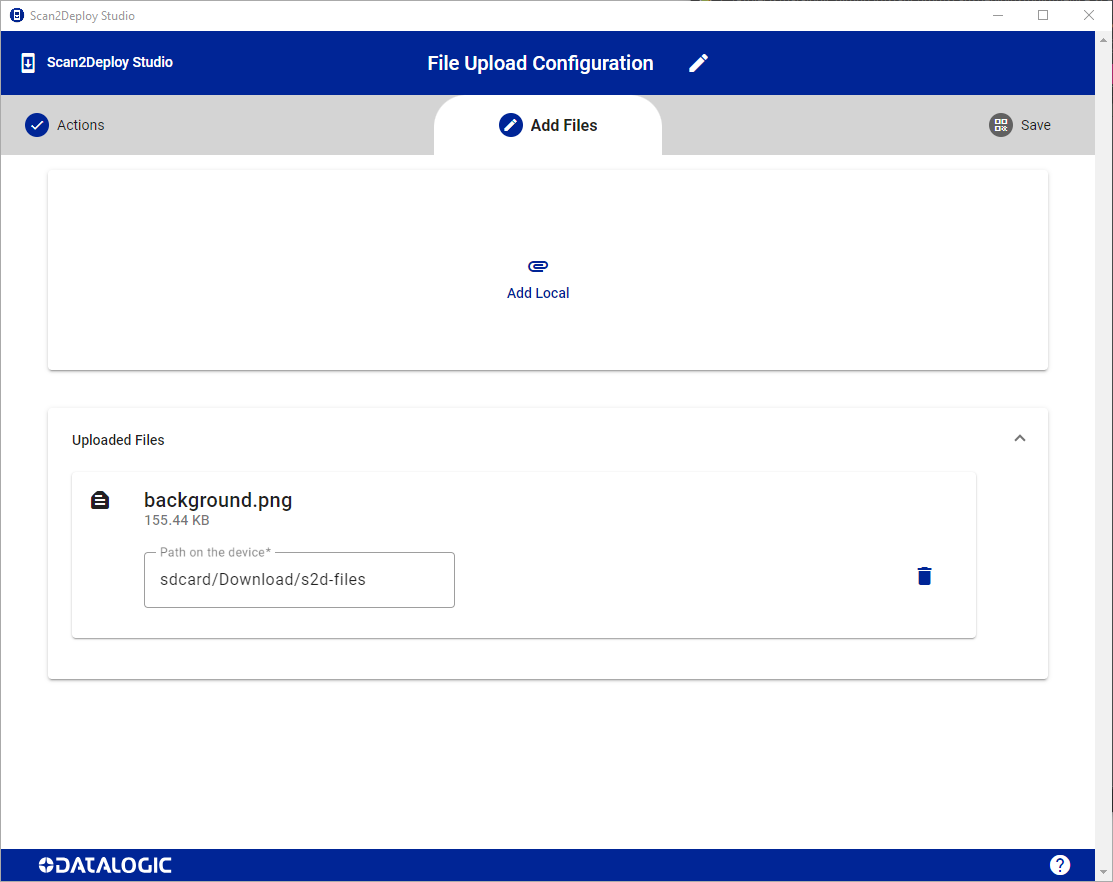 Scan2Deploy Studio
Scan2Deploy Studio
File Upload Configuration
Actions
Add Files
Save
Add Local
Uploaded Files
background.png
155.44 KB
Path on the device*
sdcard/Download/s2d-files
DATALOGIC
?